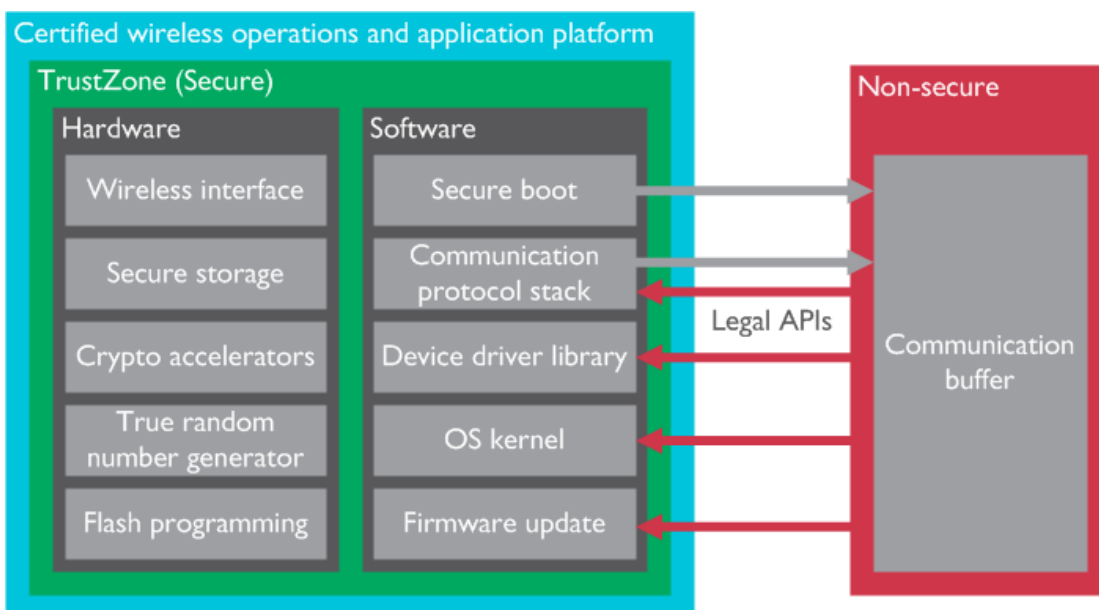 Certified wireless operations and application platform
TrustZone (Secure)
Hardware
Wireless interface
Secure storage
Crypto accelerators
True random
number generator
Flash programming
Software
Secure boot
Communication
protocol stack
Device driver library
OS kernel
Firmware update
Legal APIs
Non-secure
Communication
buffer